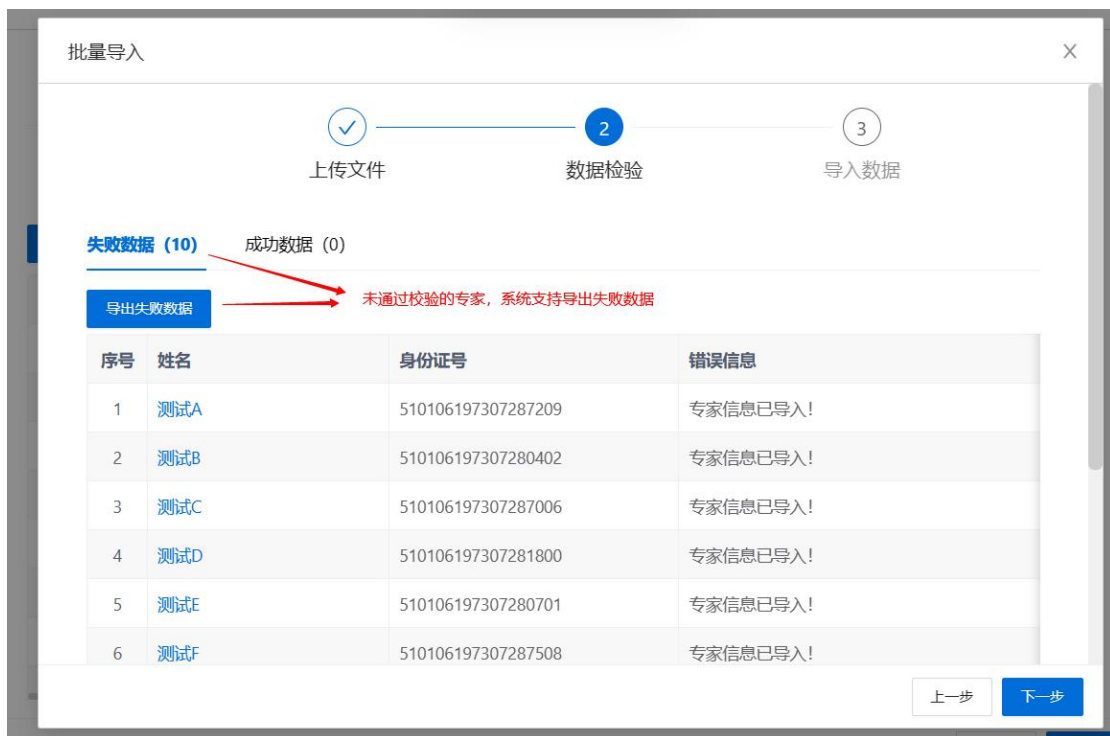 批量导入
2
3
上传文件 数据检验 导入数据
失败数据（10） 成功数据（0）
导出失败数据 未通过校验的专家，系统支持导出失败数据
序号 姓名 身份证号 错误信息
1 测试A 510106197307287209 专家信息已导入！
2 测试B 510106197307280402 专家信息已导入！
3 测试C 510106197307287006 专家信息已导入！
4 测试D 510106197307281800 专家信息已导入！
5 测试E 510106197307280701 专家信息已导入！
6 测试F 510106197307287508 专家信息已导入！
上一步 下一步